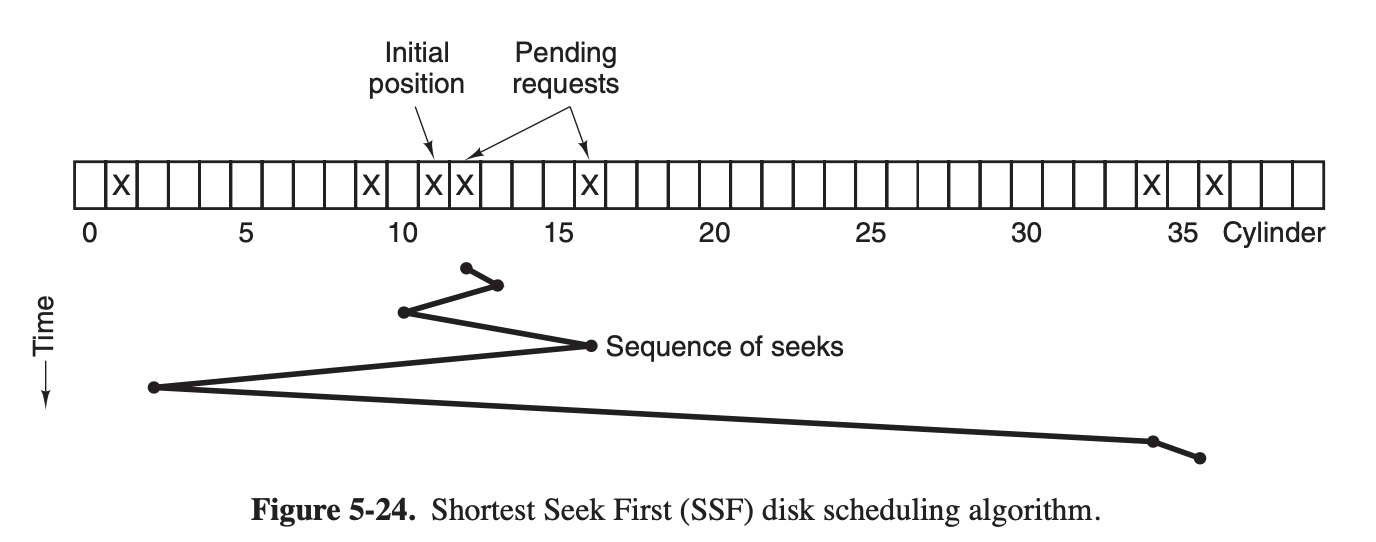 Initial
position
Pending
requests
X X X X X X X
0 5 10 15 20 25 30 35 Cylinder
Time
Sequence of seeks
Figure 5-24. Shortest Seek First (SSF) disk scheduling algorithm.